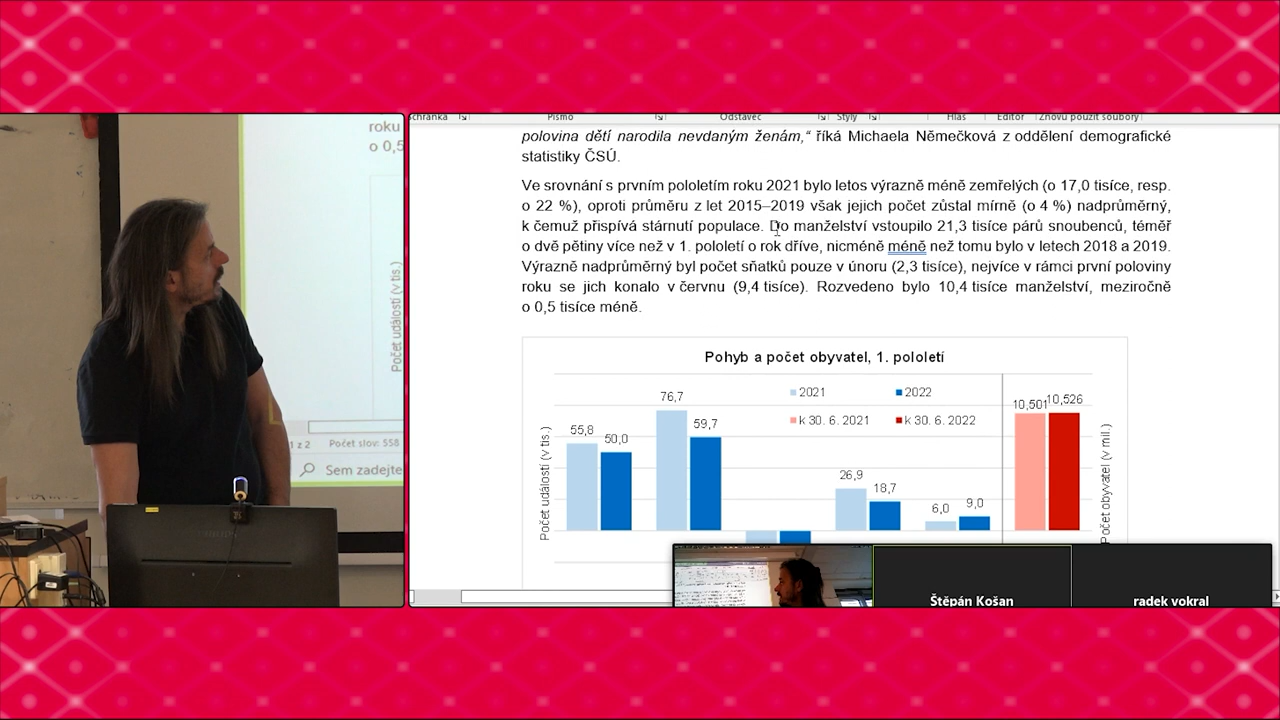 roku
o 0,5
Počet událostí (v tis.)
1 z 2 Počet slov: 558
Sem zadejte
schránka Písmo Odstavec Styly Hlas Editor Znovu použít soubory
polovina dětí narodila nevdaným ženám,“ říká Michaela Němečková z oddělení demografické
statistiky ČSÚ.
Ve srovnání s prvním pololetím roku 2021 bylo letos výrazně méně zemřelých (o 17,0 tisíce, resp.
o 22 %), oproti průměru z let 2015–2019 však jejich počet zůstal mírně (o 4 %) nadprůměrný,
k čemuž přispívá stárnutí populace. Do manželství vstoupilo 21,3 tisíce párů snoubenců, téměř
o dvě pětiny více než v 1. pololetí o rok dříve, nicméně méně než tomu bylo v letech 2018 a 2019.
Výrazně nadprůměrný byl počet sňatků pouze v únoru (2,3 tisíce), nejvíce v rámci první poloviny
roku se jich konalo v červnu (9,4 tisíce). Rozvedeno bylo 10,4 tisíce manželství, meziročně
o 0,5 tisíce méně.
Pohyb a počet obyvatel, 1. pololetí
2021 2022
k 30. 6. 2021 k 30. 6. 2022
Počet událostí (v tis.)
55,8 50,0 76,7 59,7 26,9 18,7 6,0 9,0 10,501 10,526
Počet obyvatel (v mil.)
Štěpán Košan radek vokral